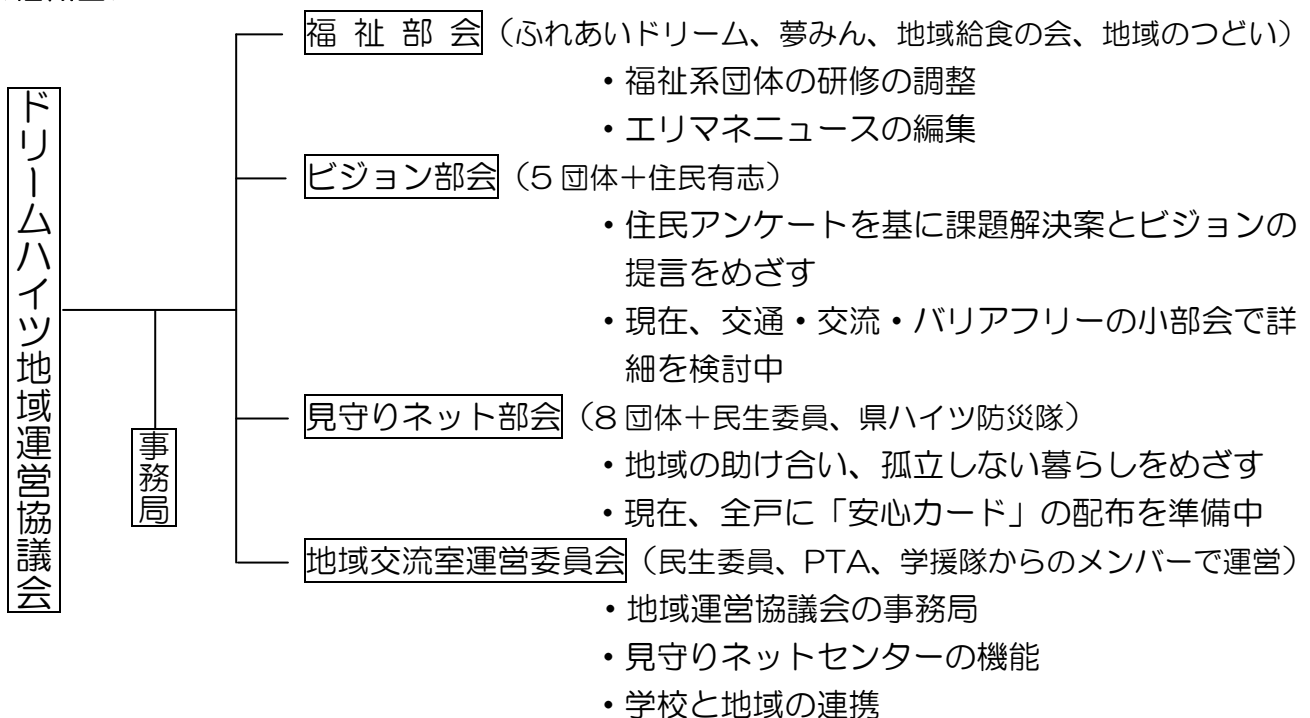 福祉部会（ふれあいドリーム、夢みん、地域給食の会、地域のつどい）
・福祉系団体の研修の調整
・エリマネニュースの編集
ドリームハイツ地域運営協議会
ビジョン部会（5団体＋住民有志）
・住民アンケートを基に課題解決案とビジョンの
提言をめざす
・現在、交通・交流・バリアフリーの小部会で詳
細を検討中
事務局
見守りネット部会（8団体＋民生委員、県ハイツ防災隊）
・地域の助け合い、孤立しない暮らしをめざす
・現在、全戸に「安心カード」の配布を準備中
地域交流室運営委員会（民生委員、PTA、学援隊からのメンバーで運営）
・地域運営協議会の事務局
・見守りネットセンターの機能
・学校と地域の連携